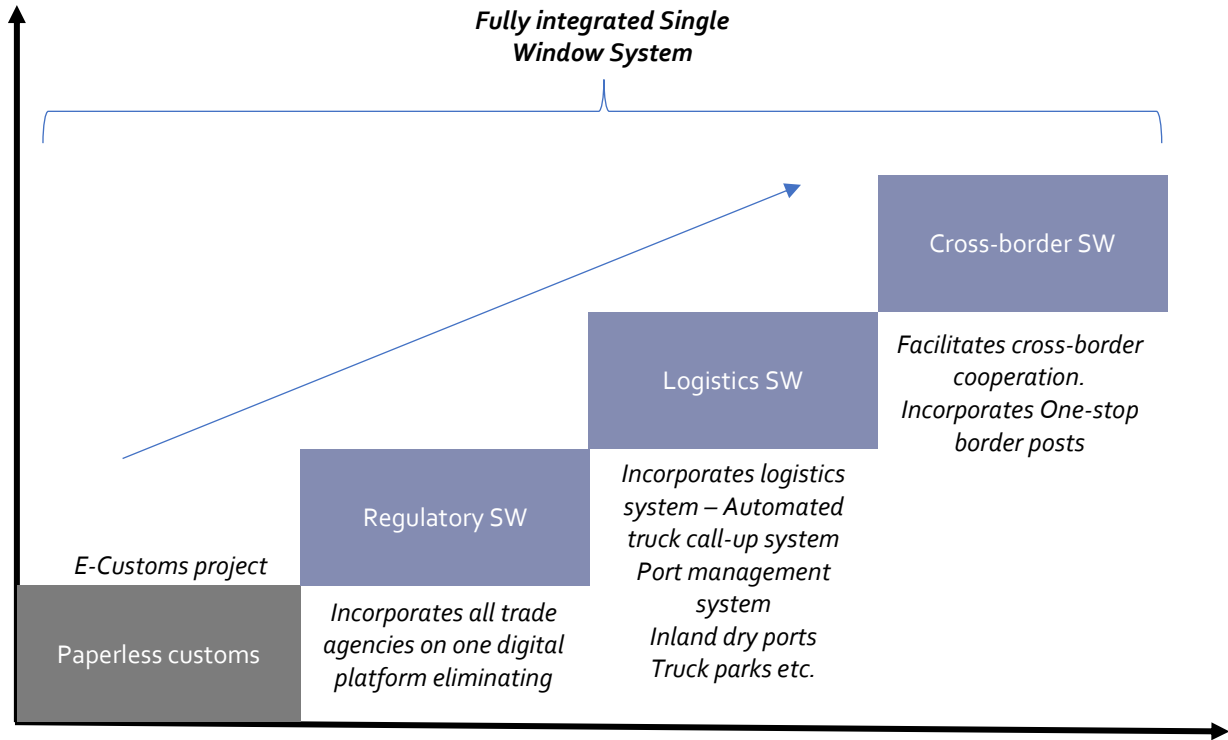 Fully integrated Single
Window System
Cross-border SW
Facilitates cross-border
cooperation.
Incorporates One-stop
border posts
Logistics SW
Incorporates logistics
system – Automated
truck call-up system
Port management
system
Inland dry ports
Truck parks etc.
Regulatory SW
Incorporates all trade
agencies on one digital
platform eliminating
E-Customs project
Paperless customs